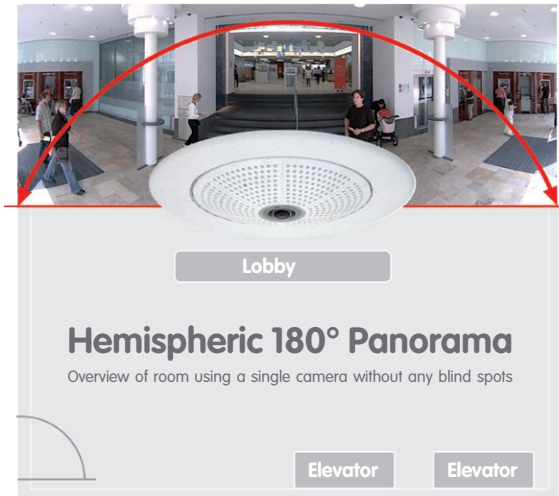 Lobby
Hemispheric 180° Panorama
Overview of room using a single camera without any blind spots
Elevator Elevator